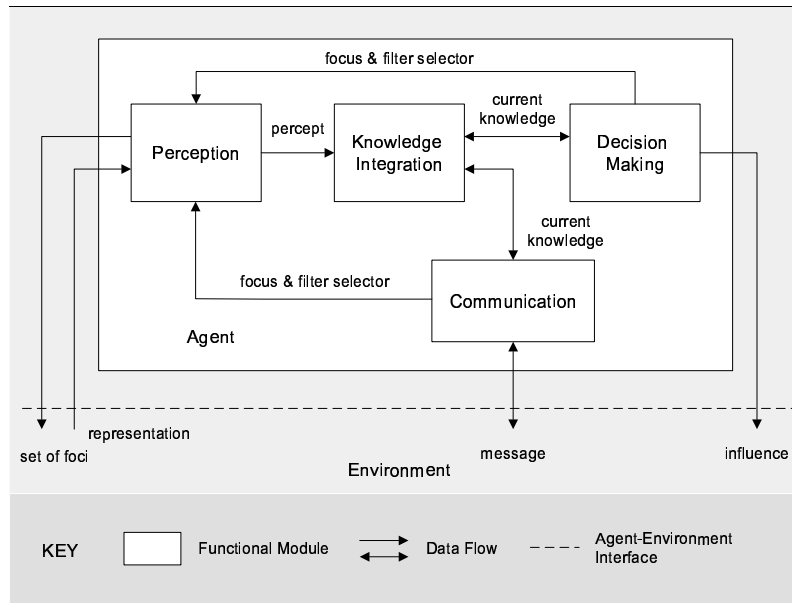 focus & filter selector
current
knowledge
percept
Perception
Knowledge
Integration
Decision
Making
current
knowledge
focus & filter selector
Communication
Agent
representation
set of foci
message
influence
Environment
KEY
Functional Module
Data Flow
Agent-Environment
Interface